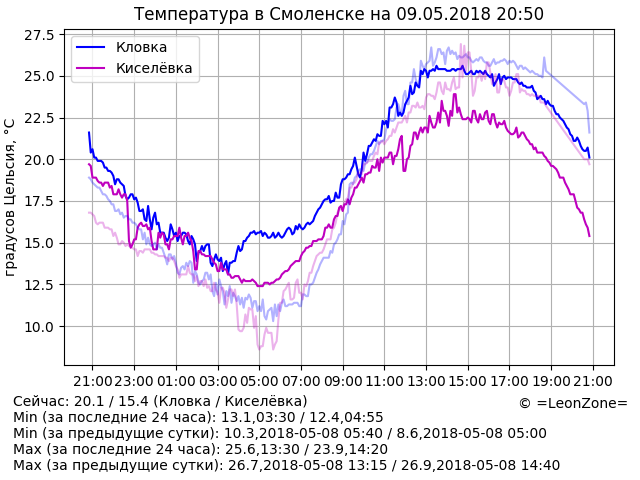 Температура в Смоленске на 09.05.2018 20:50
Кловка
Киселёвка
градусов Цельсия, °C
27.5
25.0
22.5
20.0
17.5
15.0
12.5
10.0
21:00 23:00 01:00 03:00 05:00 07:00 09:00 11:00 13:00 15:00 17:00 19:00 21:00
Сейчас: 20.1 / 15.4 (Кловка / Киселёвка)
© =LeonZone=
Min (за последние 24 часа): 13.1,03:30 / 12.4,04:55
Min (за предыдущие сутки): 10.3,2018-05-08 05:40 / 8.6,2018-05-08 05:00
Max (за последние 24 часа): 25.6,13:30 / 23.9,14:20
Max (за предыдущие сутки): 26.7,2018-05-08 13:15 / 26.9,2018-05-08 14:40